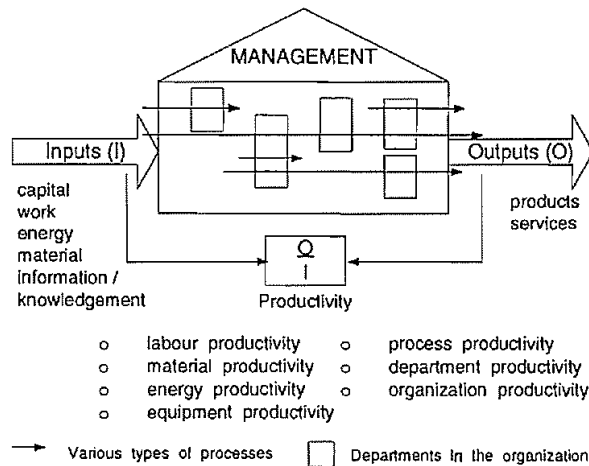 MANAGEMENT
Inputs (I)
Outputs (O)
capital
work
energy
material
information /
knowledgement
products
services
O
I
Productivity
o labour productivity o process productivity
o material productivity o department productivity
o energy productivity o organization productivity
o equipment productivity
Various types of processes Departments in the organization